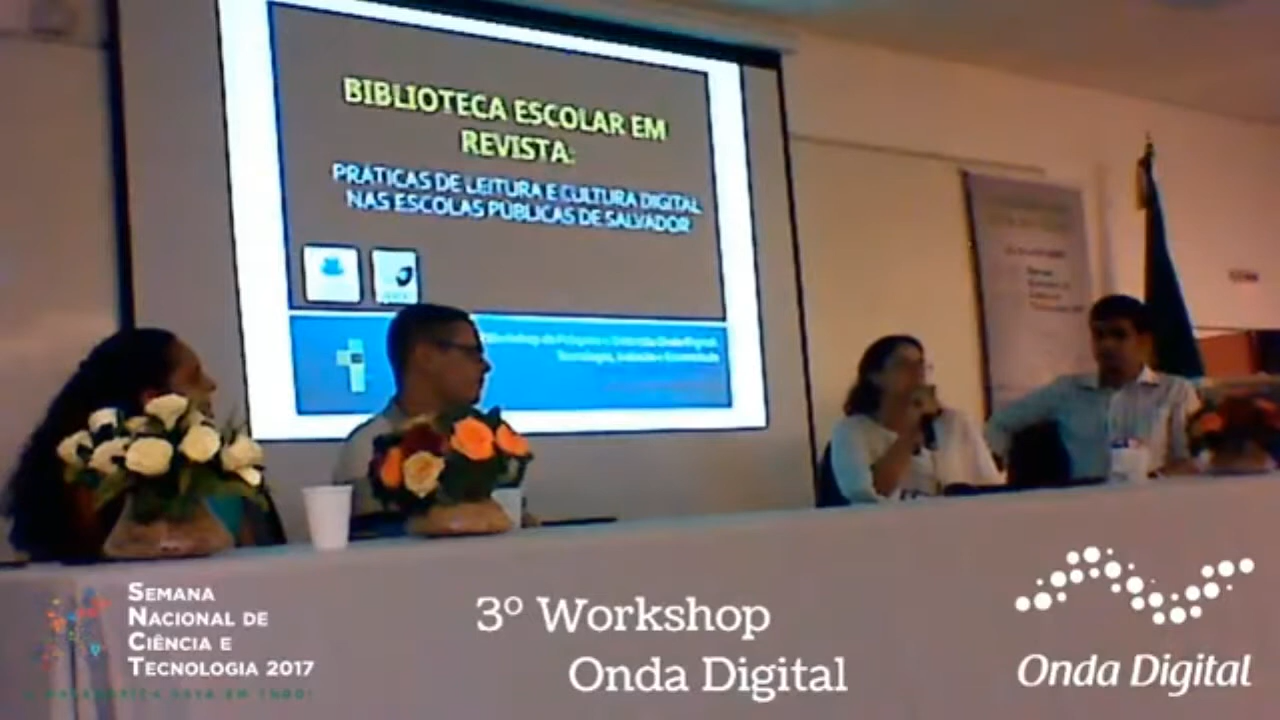 BIBLIOTECA ESCOLAR EM
REVISTA:
PRÁTICAS DE LEITURA E CULTURA DIGITAL
NAS ESCOLAS PÚBLICAS DE SALVADOR
SEMANA
NACIONAL DE
CIÊNCIA E
TECNOLOGIA 2017
3º Workshop
Onda Digital
Onda Digital